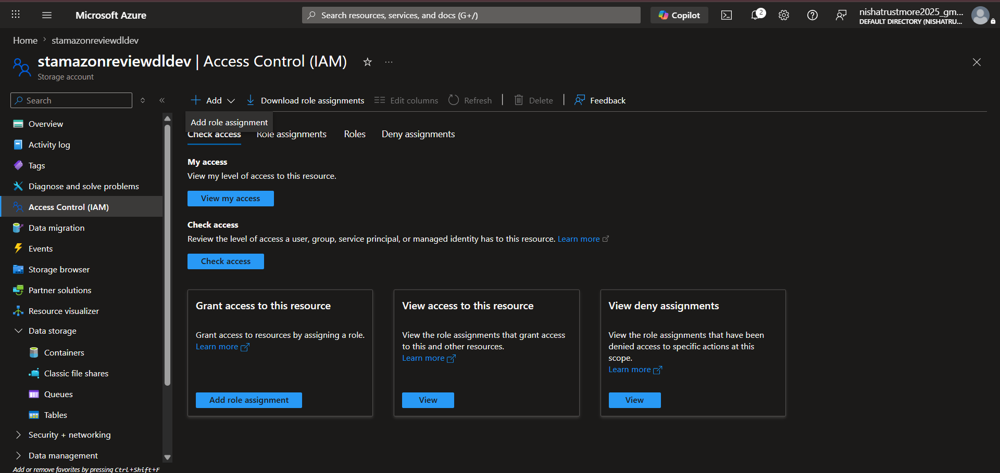 Microsoft Azure
Search resources, services, and docs (G+/)
Copilot
2
nishatrustmore2025_gm...
DEFAULT DIRECTORY (NISHATRU...
Home > stamazonreviewdldev
stamazonreviewdldev | Access Control (IAM)
Storage account
Search
Add
Download role assignments
Edit columns
Refresh
Delete
Feedback
Add role assignment
Check access
Role assignments
Roles
Deny assignments
Overview
Activity log
Tags
Diagnose and solve problems
Access Control (IAM)
Data migration
Events
Storage browser
Partner solutions
Resource visualizer
Data storage
Containers
Classic file shares
Queues
Tables
Security + networking
Data management
Add or remove favorites by pressing Ctrl+Shift+F
My access
View my level of access to this resource.
View my access
Check access
Review the level of access a user, group, service principal, or managed identity has to this resource. Learn more
Check access
Grant access to this resource
Grant access to resources by assigning a role.
Learn more
Add role assignment
View access to this resource
View the role assignments that grant access
to this and other resources.
Learn more
View
View deny assignments
View the role assignments that have been
denied access to specific actions at this
scope.
Learn more
View